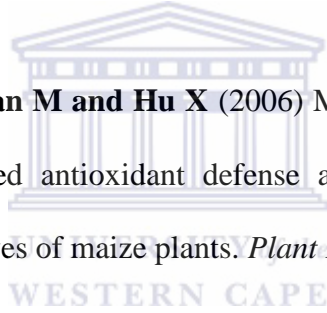 an M and Hu X (2006) M
ed antioxidant defense a
es of maize plants. Plant
UNIVERSITY of the
WESTERN CAPE